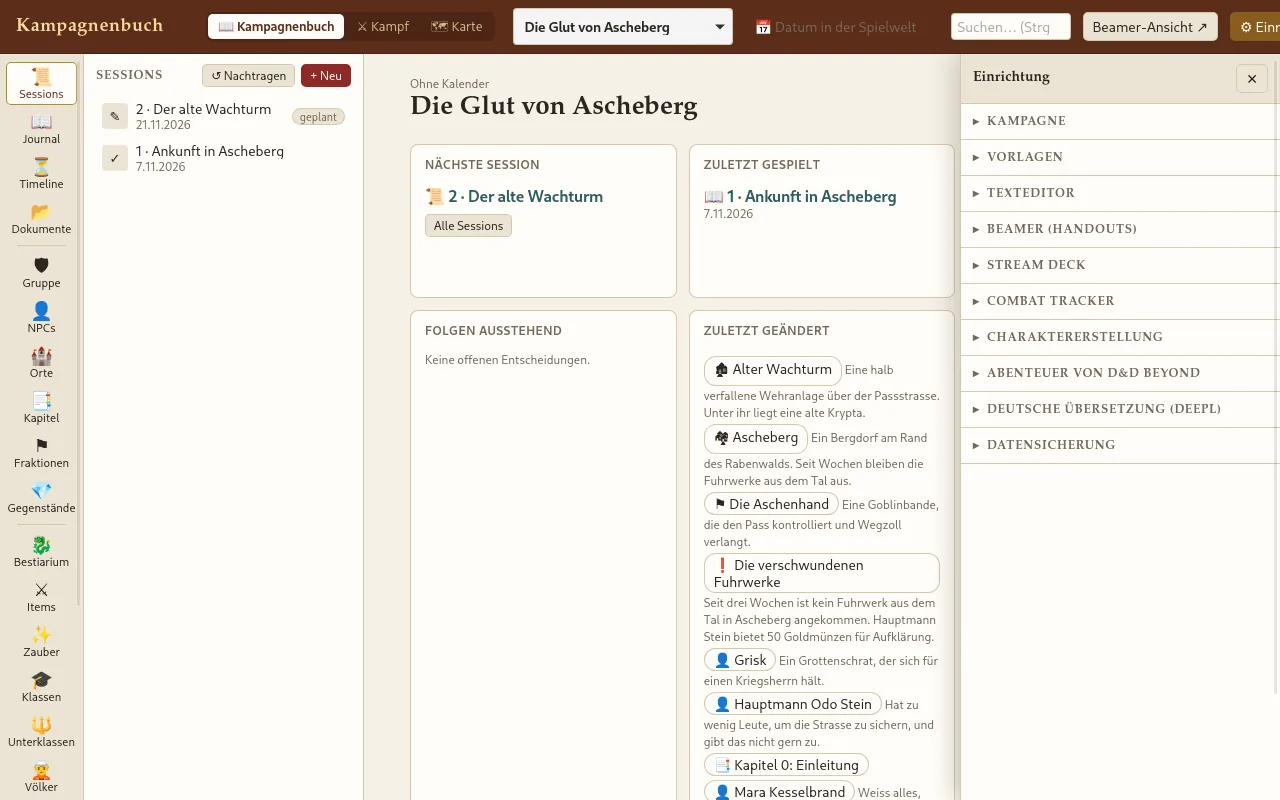 Kampagnenbuch
Kampagnenbuch
Kampf
Karte
Die Glut von Ascheberg
Datum in der Spielwelt
Suchen… (Strg
Beamer-Ansicht ↗
Sessions
Journal
Timeline
Dokumente
Gruppe
NPCs
Orte
Kapitel
Fraktionen
Gegenstände
Bestiarium
Items
Zauber
Klassen
Unterklassen
Völker
SESSIONS
↺ Nachtragen
+ Neu
2 · Der alte Wachturm
21.11.2026
geplant
1 · Ankunft in Ascheberg
7.11.2026
Ohne Kalender
Die Glut von Ascheberg
NÄCHSTE SESSION
2 · Der alte Wachturm
Alle Sessions
ZULETZT GESPIELT
1 · Ankunft in Ascheberg
7.11.2026
FOLGEN AUSSTEHEND
Keine offenen Entscheidungen.
ZULETZT GEÄNDERT
Alter Wachturm Eine halb
verfallene Wehranlage über der Passstrasse.
Unter ihr liegt eine alte Krypta.
Ascheberg Ein Bergdorf am Rand
des Rabenwalds. Seit Wochen bleiben die
Fuhrwerke aus dem Tal aus.
Die Aschenhand Eine Goblinbande,
die den Pass kontrolliert und Wegzoll
verlangt.
Die verschwundenen
Fuhrwerke
Seit drei Wochen ist kein Fuhrwerk aus dem
Tal in Ascheberg angekommen. Hauptmann
Stein bietet 50 Goldmünzen für Aufklärung.
Grisk Ein Grottenschrat, der sich für
einen Kriegsherrn hält.
Hauptmann Odo Stein Hat zu
wenig Leute, um die Strasse zu sichern, und
gibt das nicht gern zu.
Kapitel 0: Einleitung
Mara Kesselbrand Weiss alles,
Einrichtung
KAMPAGNE
VORLAGEN
TEXTEDITOR
BEAMER (HANDOUTS)
STREAM DECK
COMBAT TRACKER
CHARAKTERERSTELLUNG
ABENTEUER VON D&D BEYOND
DEUTSCHE ÜBERSETZUNG (DEEPL)
DATENSICHERUNG